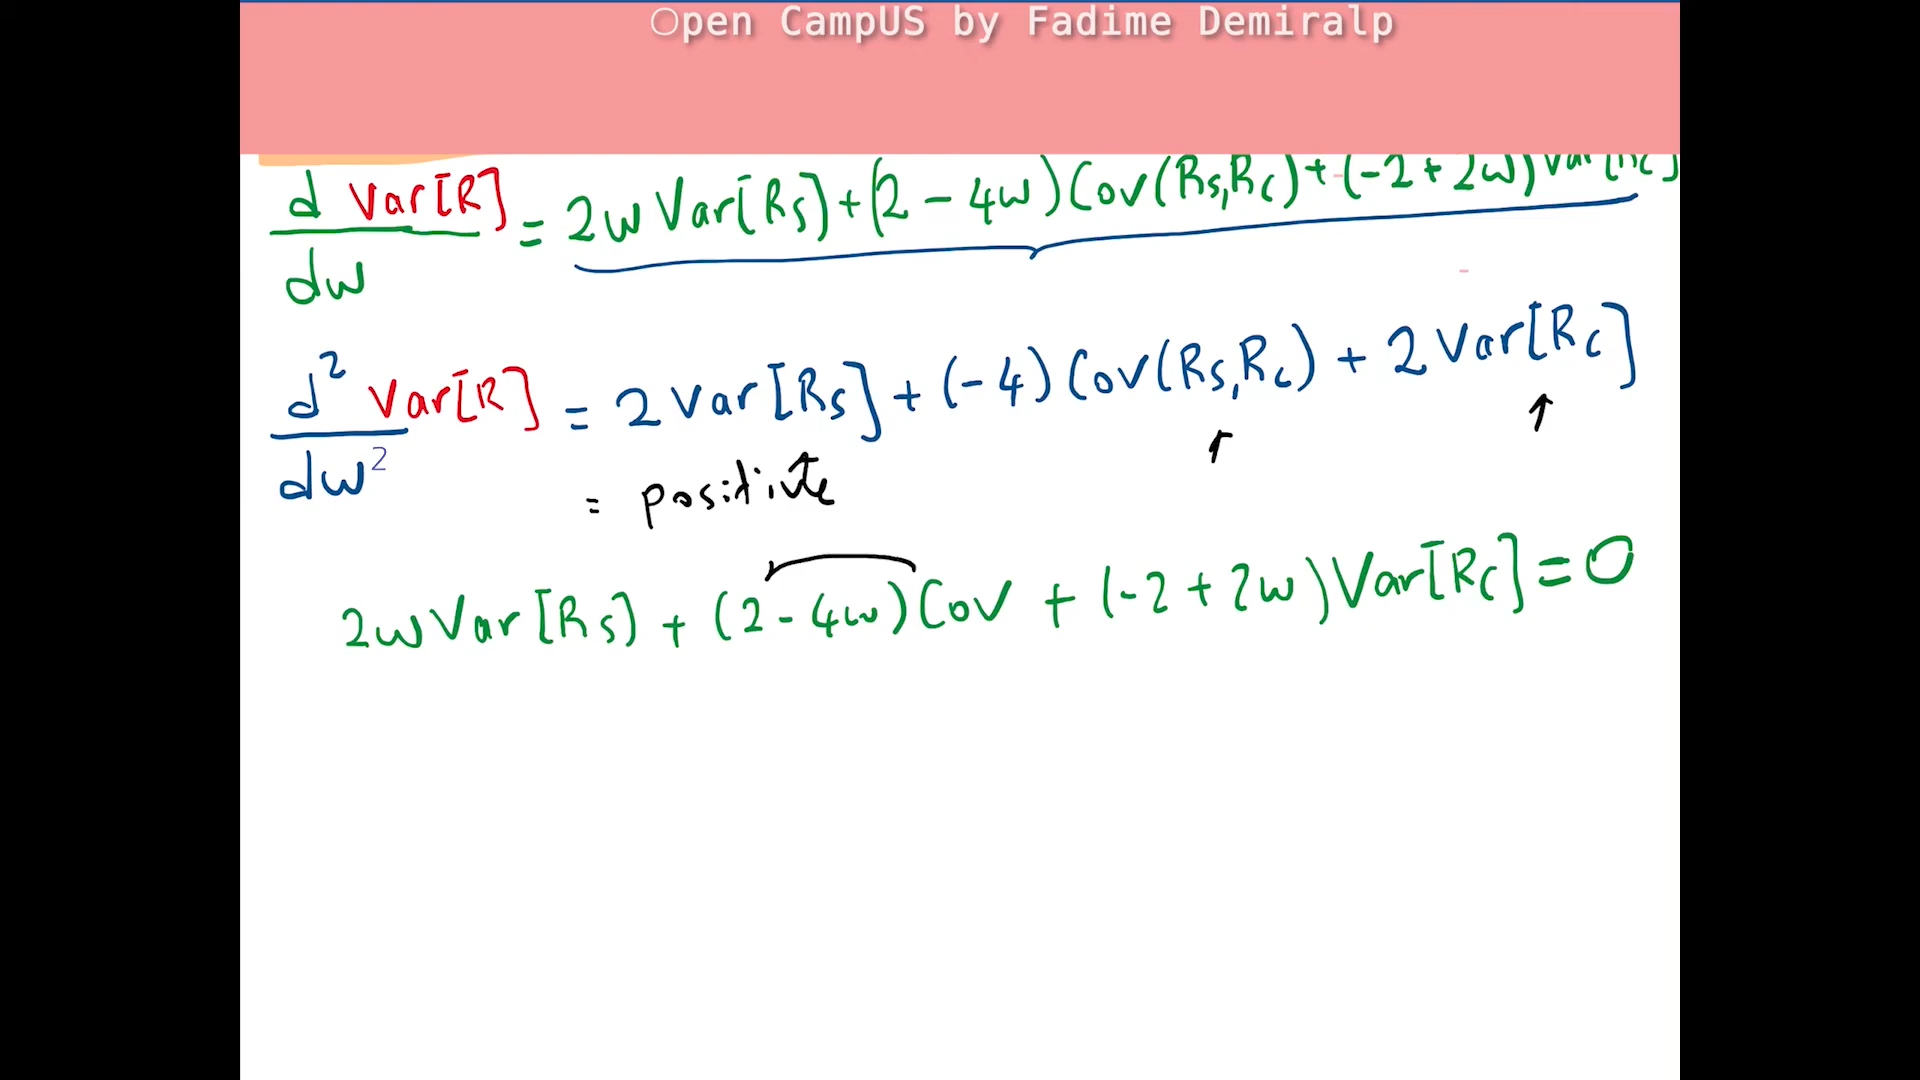 Open CampUS by Fadime Demiralp
d Var[R] / dw = 2w Var[Rs] + (2 - 4w) Cov(Rs,Rc) + (-2 + 2w) Var[Rc]
d² Var[R] / dw² = 2 Var[Rs] + (-4) Cov(Rs,Rc) + 2 Var[Rc]
= positive
2w Var[Rs] + (2 - 4w) Cov + (-2 + 2w) Var[Rc] = 0